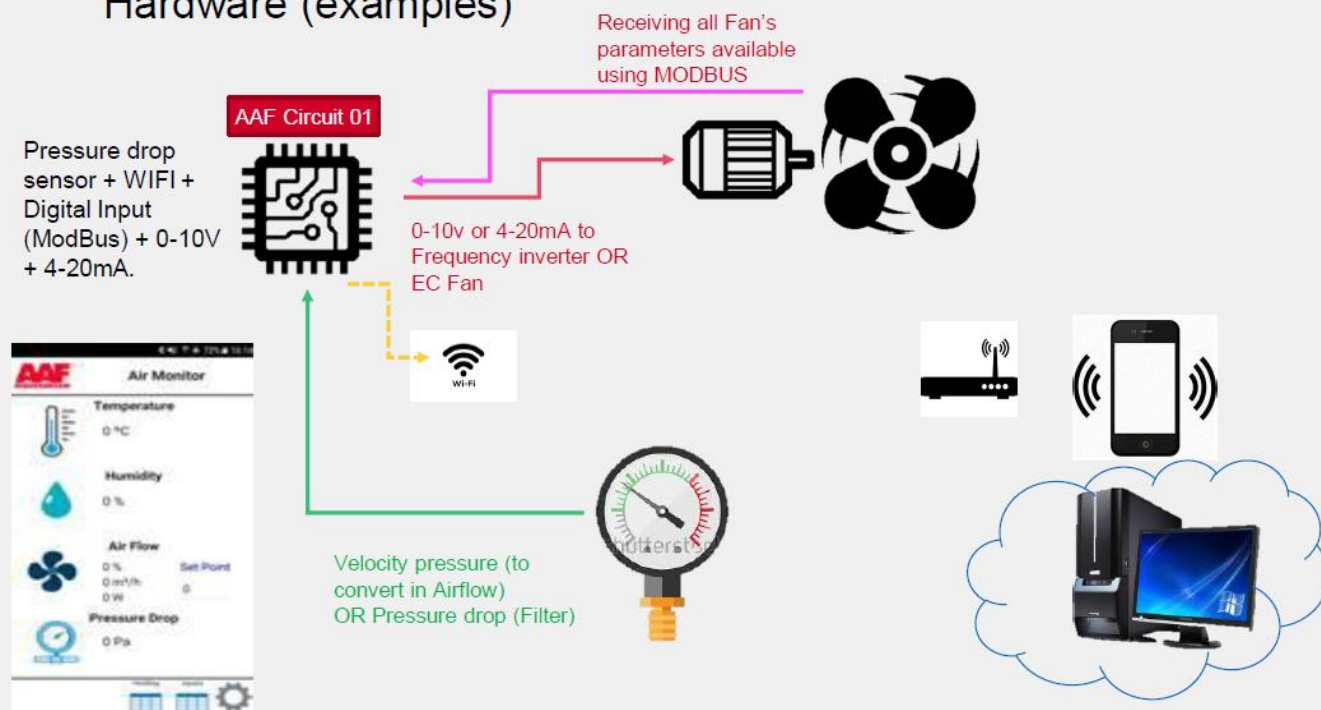 Hardware (examples)
Receiving all Fan's
parameters available
using MODBUS
AAF Circuit 01
Pressure drop
sensor + WIFI +
Digital Input
(ModBus) + 0-10V
+ 4-20mA.
0-10v or 4-20mA to
Frequency inverter OR
EC Fan
Wi-Fi
AAF
Air Monitor
Temperature
0 °C
Humidity
0 %
Air Flow
0 %
Set Point
0 m³/h
0
0 W
Pressure Drop
0 Pa
Velocity pressure (to
convert in Airflow)
OR Pressure drop (Filter)